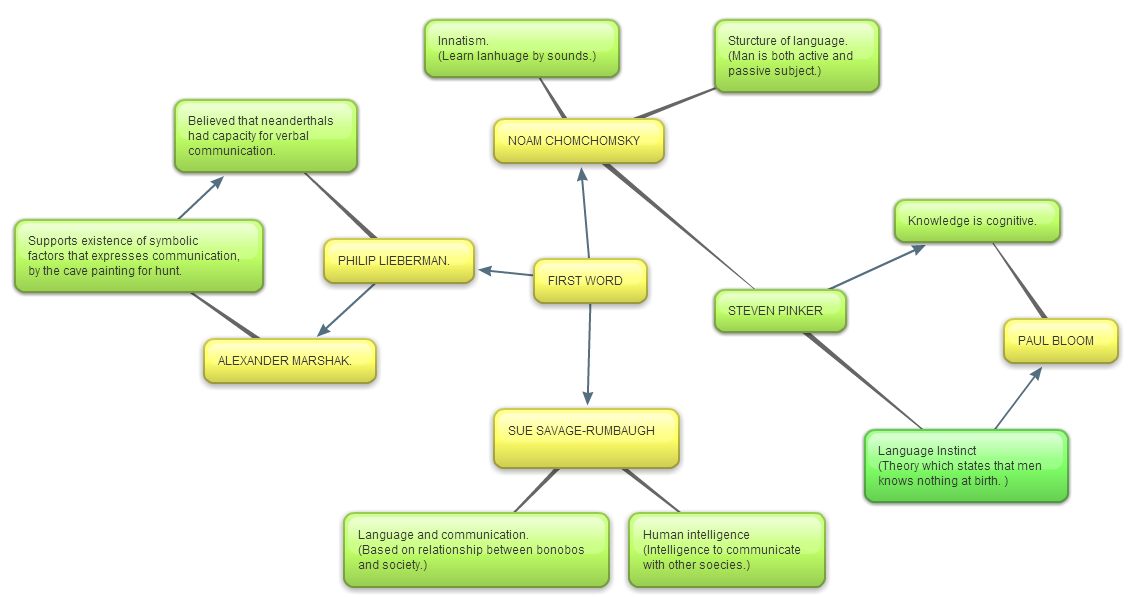 Innatism.
(Learn lanhuage by sounds.)
Sturcture of language.
(Man is both active and
passive subject.)
Believed that neanderthals
had capacity for verbal
communication.
NOAM CHOMCHOMSKY
Supports existence of symbolic
factors that expresses communication,
by the cave painting for hunt.
PHILIP LIEBERMAN.
FIRST WORD
Knowledge is cognitive.
STEVEN PINKER
PAUL BLOOM
ALEXANDER MARSHAK.
SUE SAVAGE-RUMBAUGH
Language Instinct
(Theory which states that men
knows nothing at birth. )
Language and communication.
(Based on relationship between bonobos
and society.)
Human intelligence
(Intelligence to communicate
with other soecies.)